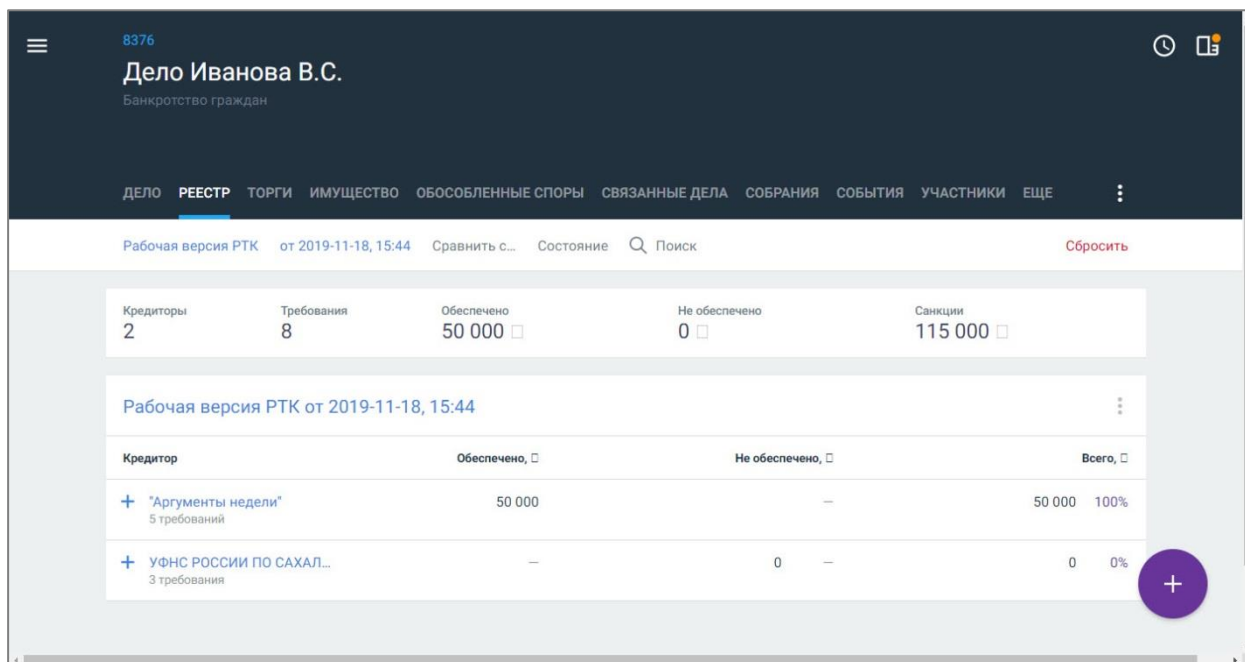 8376
Дело Иванова В.С.
Банкротство граждан
ДЕЛО РЕЕСТР ТОРГИ ИМУЩЕСТВО ОБОСОБЛЕННЫЕ СПОРЫ СВЯЗАННЫЕ ДЕЛА СОБРАНИЯ СОБЫТИЯ УЧАСТНИКИ ЕЩЕ
Рабочая версия РТК от 2019-11-18, 15:44 Сравнить с... Состояние Поиск Сбросить
Кредиторы Требования Обеспечено Не обеспечено Санкции
2 8 50 000 0 115 000
Рабочая версия РТК от 2019-11-18, 15:44
Кредитор Обеспечено, Не обеспечено, Всего,
+ "Аргументы недели" 50 000 — 50 000 100%
5 требований
+ УФНС РОССИИ ПО САХАЛ... — 0 — 0 0%
3 требования
+